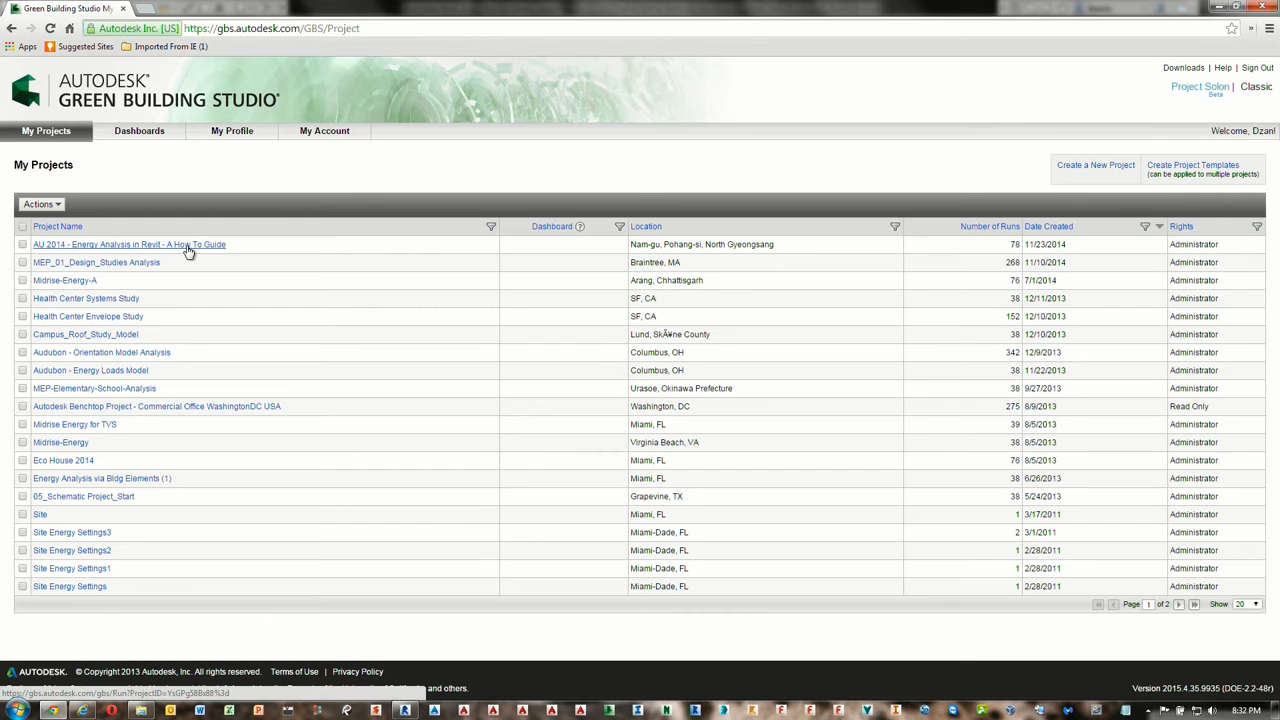 Green Building Studio My
Autodesk Inc. [US]
https://gbs.autodesk.com/GBS/Project
Apps
Suggested Sites
Imported From IE (1)
AUTODESK®
GREEN BUILDING STUDIO®
Downloads | Help | Sign Out
Project Solon | Classic
Beta
My Projects
Dashboards
My Profile
My Account
Welcome, Dzan!
My Projects
Create a New Project
Create Project Templates
(can be applied to multiple projects)
Actions
Project Name Dashboard Location Number of Runs Date Created Rights
AU 2014 - Energy Analysis in Revit - A How To Guide Nam-gu, Pohang-si, North Gyeongsang 78 11/23/2014 Administrator
MEP_01_Design_Studies Analysis Braintree, MA 268 11/10/2014 Administrator
Midrise-Energy-A Arang, Chhattisgarh 76 7/1/2014 Administrator
Health Center Systems Study SF, CA 38 12/11/2013 Administrator
Health Center Envelope Study SF, CA 152 12/10/2013 Administrator
Campus_Roof_Study_Model Lund, SkÃ¥ne County 38 12/10/2013 Administrator
Audubon - Orientation Model Analysis Columbus, OH 342 12/9/2013 Administrator
Audubon - Energy Loads Model Columbus, OH 38 11/22/2013 Administrator
MEP-Elementary-School-Analysis Urasoe, Okinawa Prefecture 38 9/27/2013 Administrator
Autodesk Benchtop Project - Commercial Office WashingtonDC USA Washington, DC 275 8/9/2013 Read Only
Midrise Energy for TVS Miami, FL 39 8/5/2013 Administrator
Midrise-Energy Virginia Beach, VA 38 8/5/2013 Administrator
Eco House 2014 Miami, FL 76 8/5/2013 Administrator
Energy Analysis via Bldg Elements (1) Miami, FL 38 6/26/2013 Administrator
05_Schematic Project_Start Grapevine, TX 38 5/24/2013 Administrator
Site Miami, FL 1 3/17/2011 Administrator
Site Energy Settings3 Miami-Dade, FL 2 3/1/2011 Administrator
Site Energy Settings2 Miami-Dade, FL 1 2/28/2011 Administrator
Site Energy Settings1 Miami-Dade, FL 1 2/28/2011 Administrator
Site Energy Settings Miami-Dade, FL 1 2/28/2011 Administrator
Page 1 of 2 Show 20
AUTODESK. © Copyright 2013 Autodesk, Inc. All rights reserved. Terms of Use | Privacy Policy
and others.
Version 2015.4.35.9935 (DOE-2.2-48r)
8:32 PM